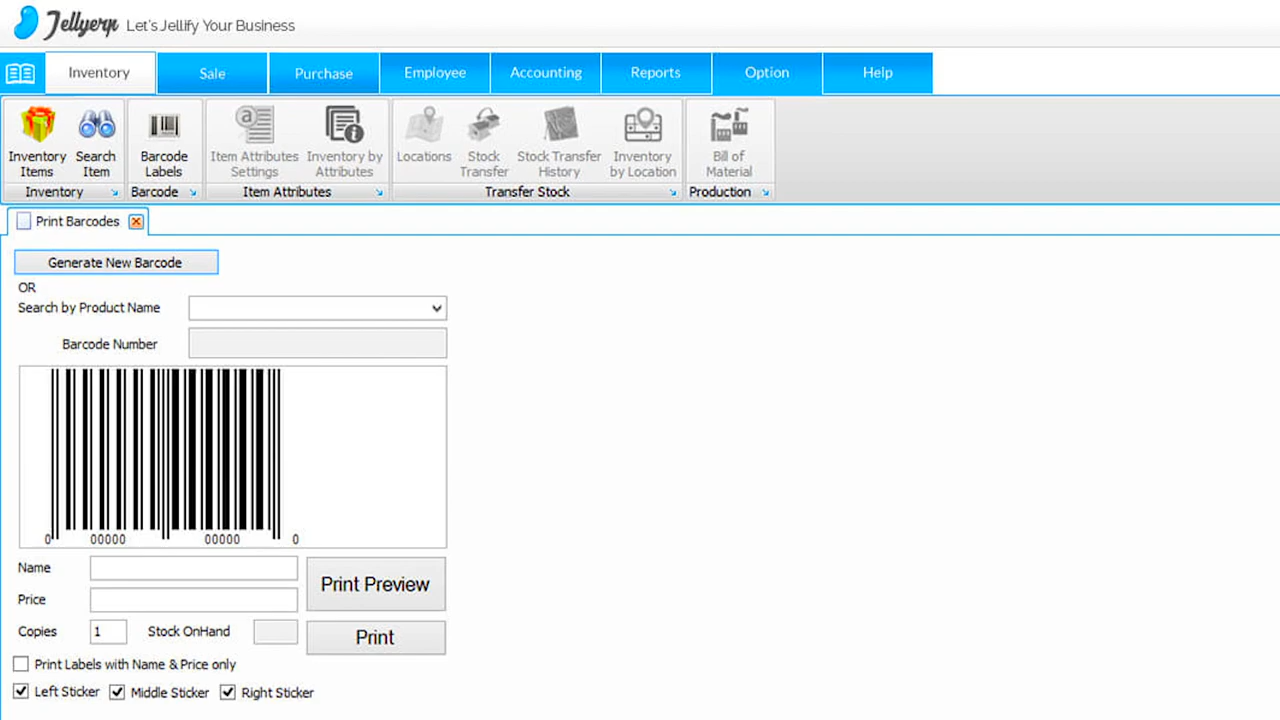 Jellyerp Let's Jellify Your Business
Inventory Sale Purchase Employee Accounting Reports Option Help
Inventory Items
Search Item
Barcode Labels
Item Attributes Settings
Inventory by Attributes
Locations
Stock Transfer
Stock Transfer History
Inventory by Location
Bill of Material
Inventory Barcode Item Attributes Transfer Stock Production
Print Barcodes
Generate New Barcode
OR
Search by Product Name
Barcode Number
0 00000 00000 0
Name
Print Preview
Price
Copies 1 Stock OnHand
Print
Print Labels with Name & Price only
Left Sticker Middle Sticker Right Sticker